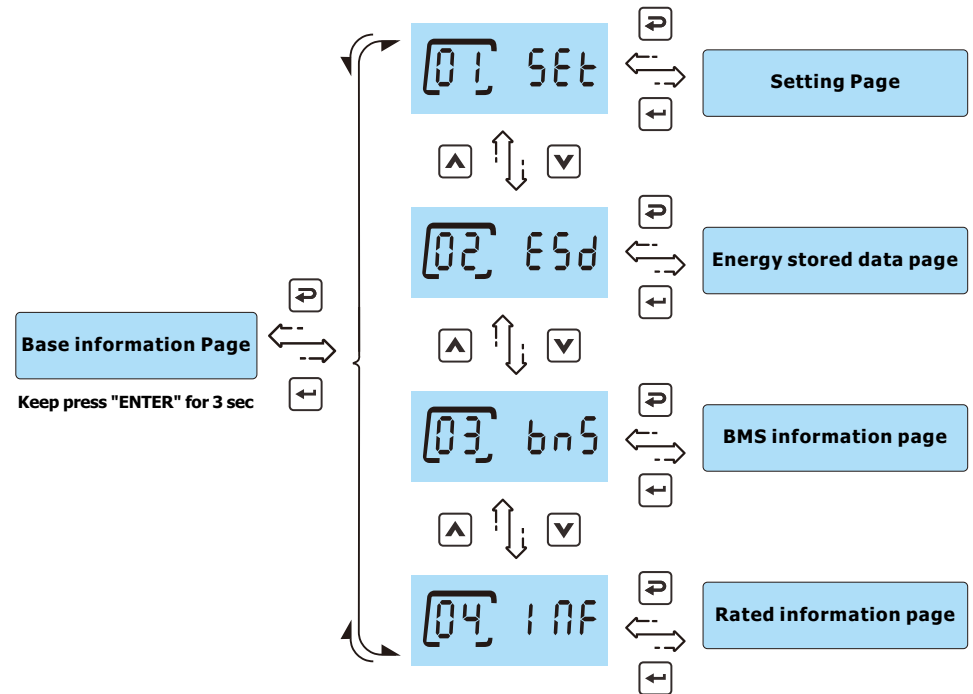 01 SEt
Setting Page
02 ESd
Energy stored data page
Base information Page
Keep press "ENTER" for 3 sec
03 bnS
BMS information page
04 INF
Rated information page